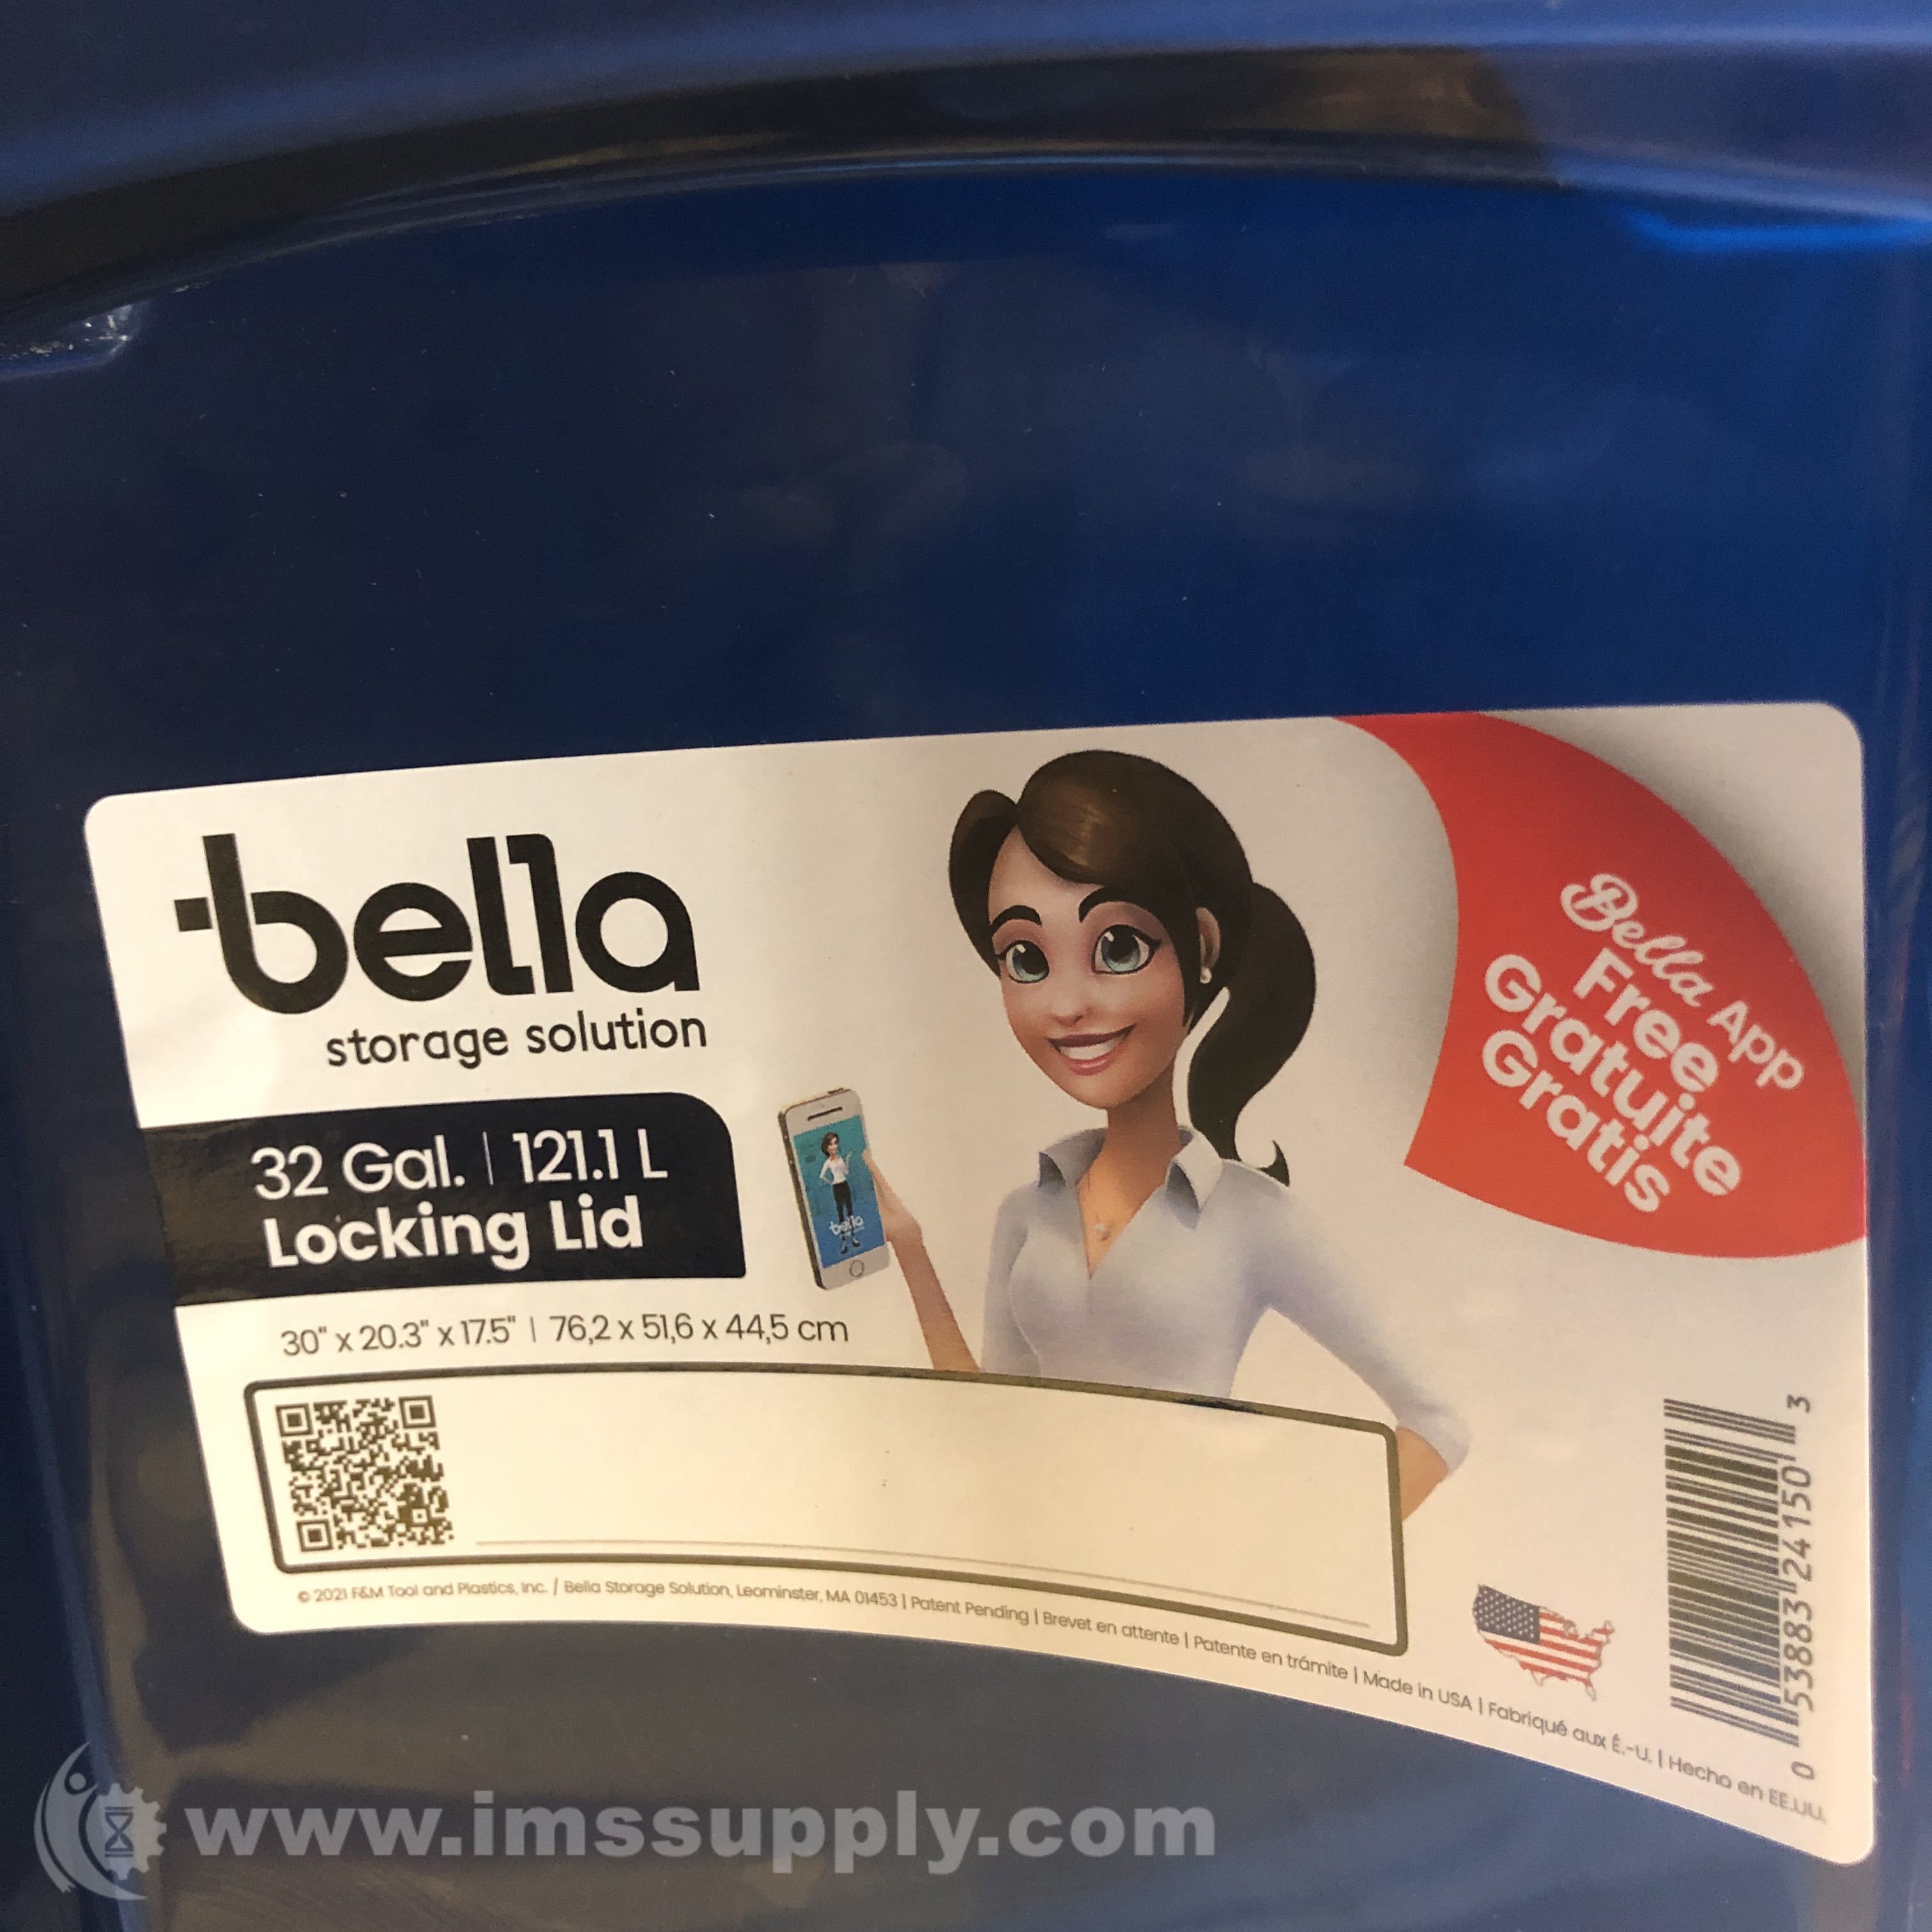 bella
storage solution
32 Gal. | 121.1 L
Locking Lid
30" x 20.3" x 17.5" | 76,2 x 51,6 x 44,5 cm
Bella App
Free
Gratuite
Gratis
bella
0 53883 24150 3
© 2021 F&M Tool and Plastics, Inc. / Bella Storage Solution, Leominster, MA 01453 | Patent Pending | Brevet en attente | Patente en trámite | Made in USA | Fabriqué aux É.-U. | Hecho en EE.UU.
www.imssupply.com